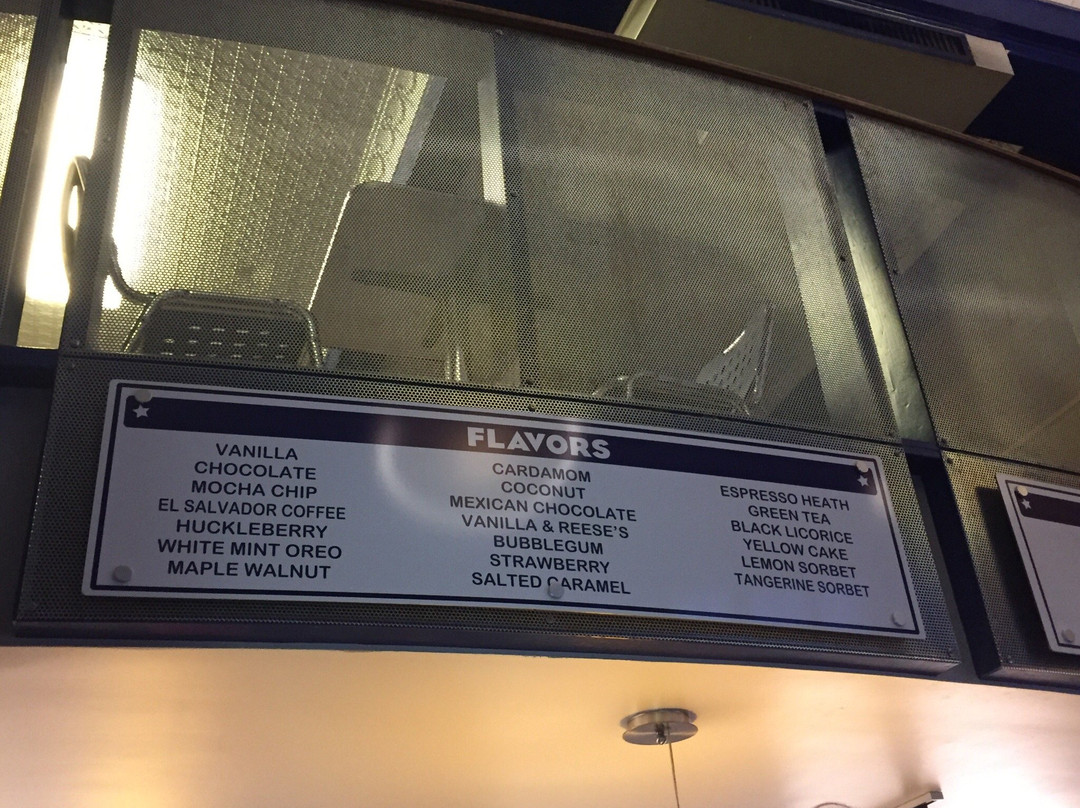 FLAVORS
VANILLA
CHOCOLATE
MOCHA CHIP
EL SALVADOR COFFEE
HUCKLEBERRY
WHITE MINT OREO
MAPLE WALNUT
CARDAMOM
COCONUT
MEXICAN CHOCOLATE
VANILLA & REESE'S
BUBBLEGUM
STRAWBERRY
SALTED CARAMEL
ESPRESSO HEATH
GREEN TEA
BLACK LICORICE
YELLOW CAKE
LEMON SORBET
TANGERINE SORBET